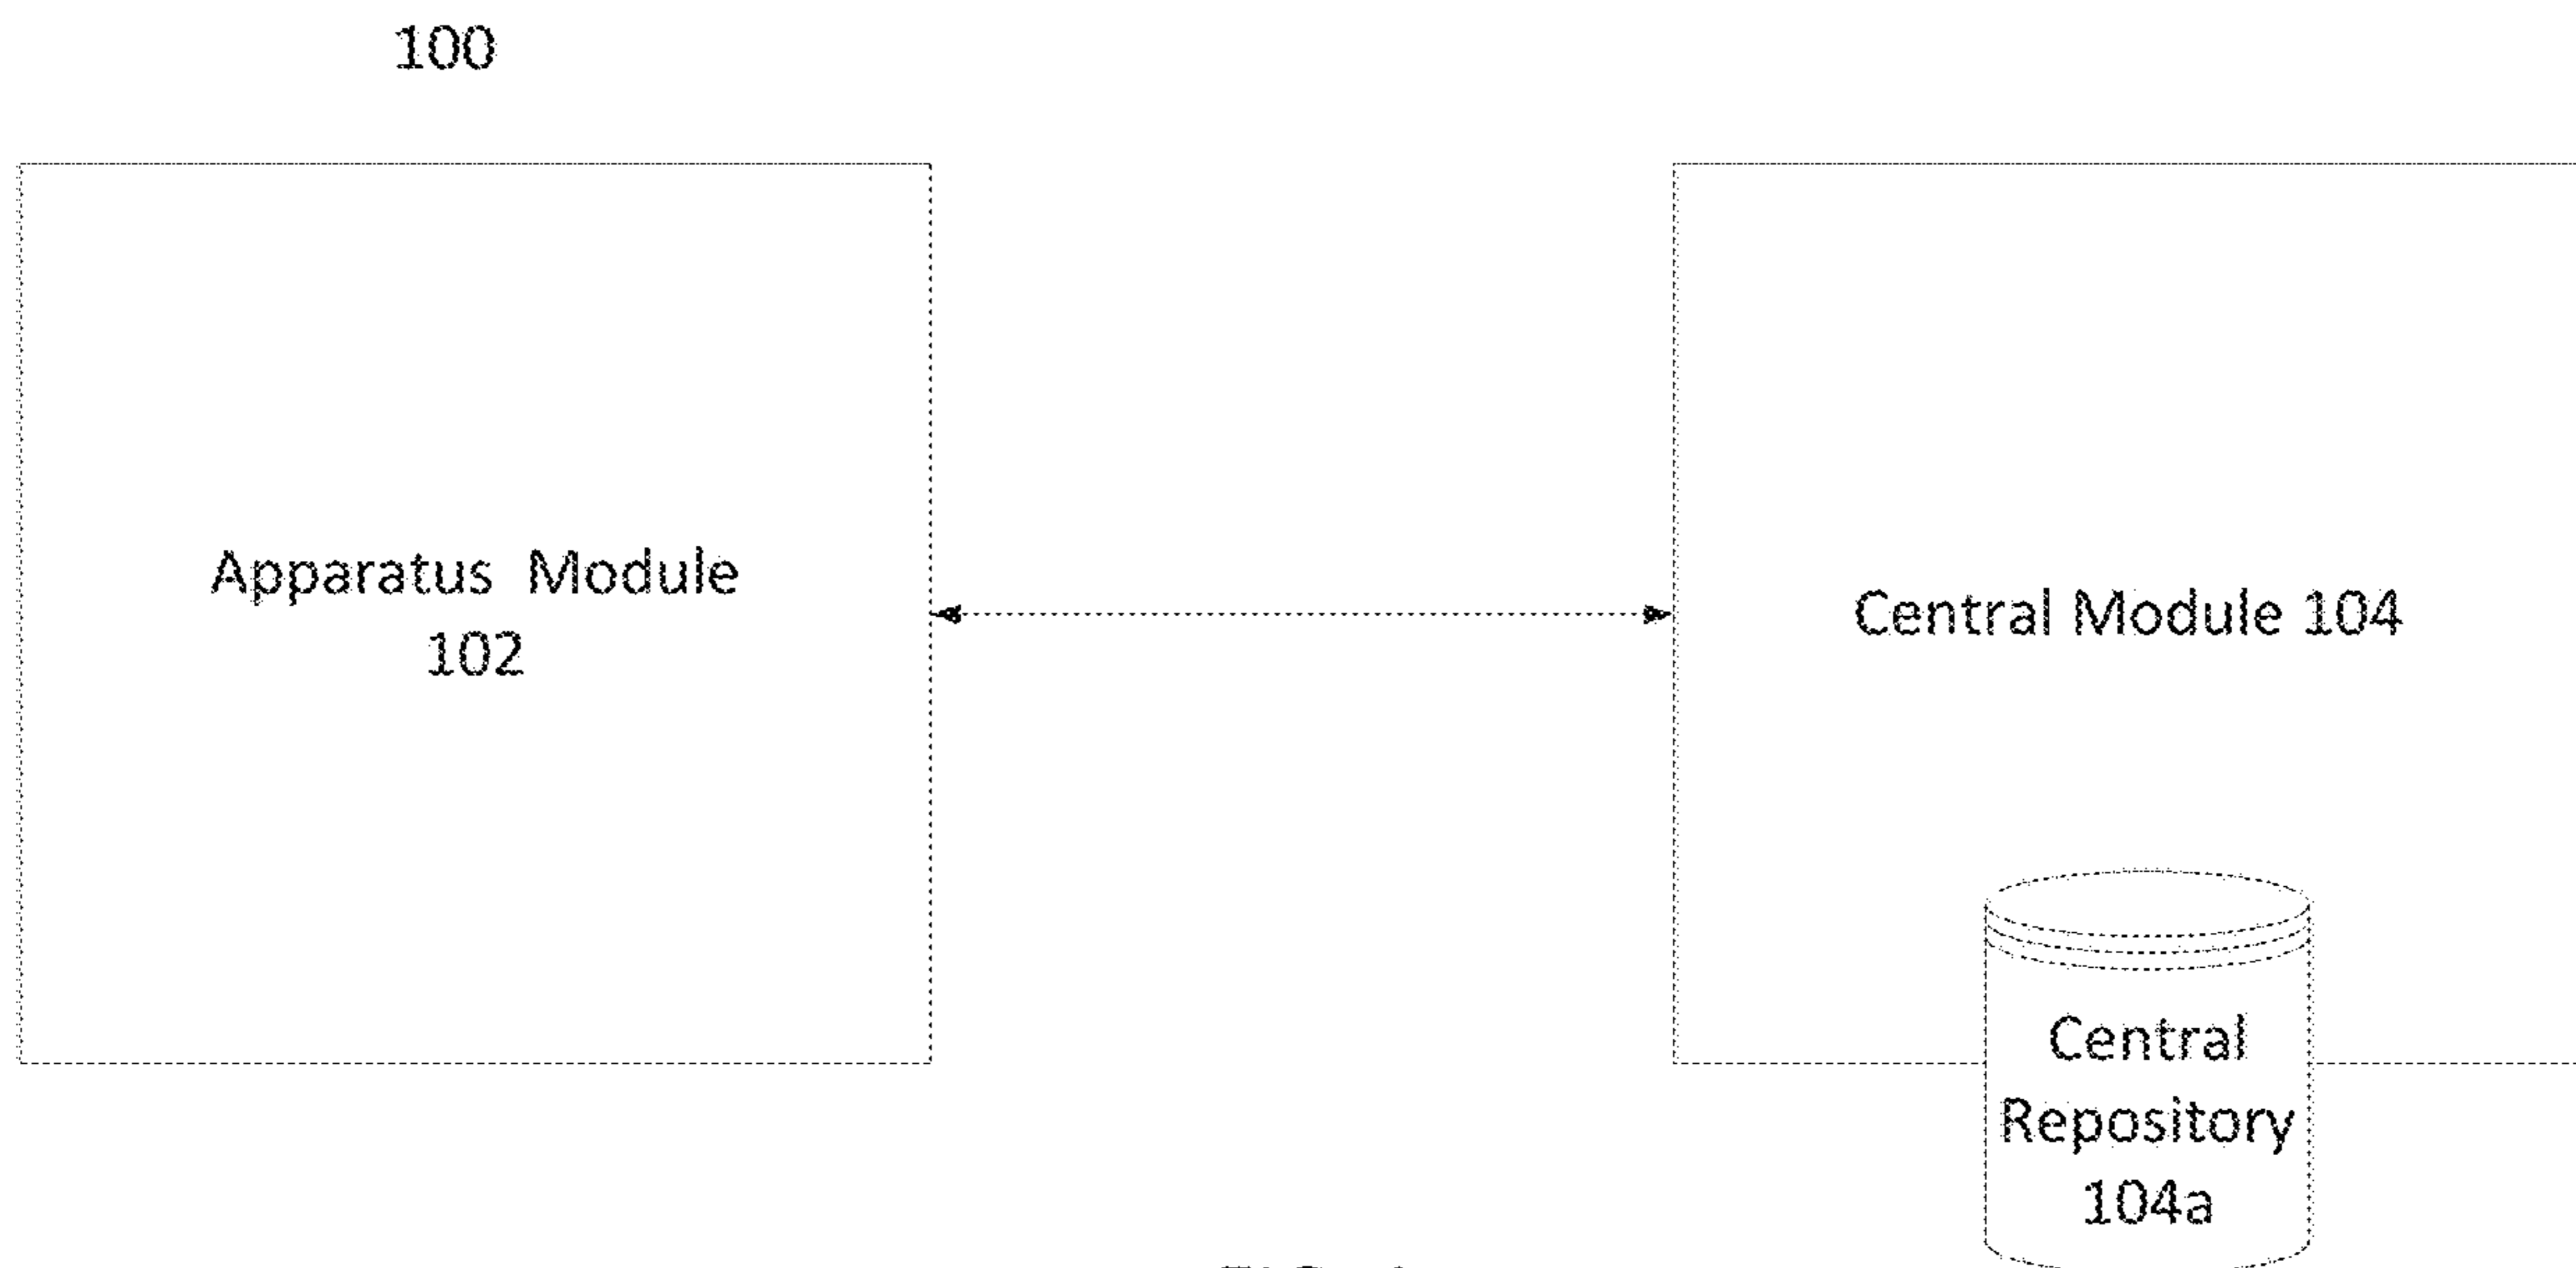 100
Apparatus Module
102
Central Module 104
Central
Repository
104a